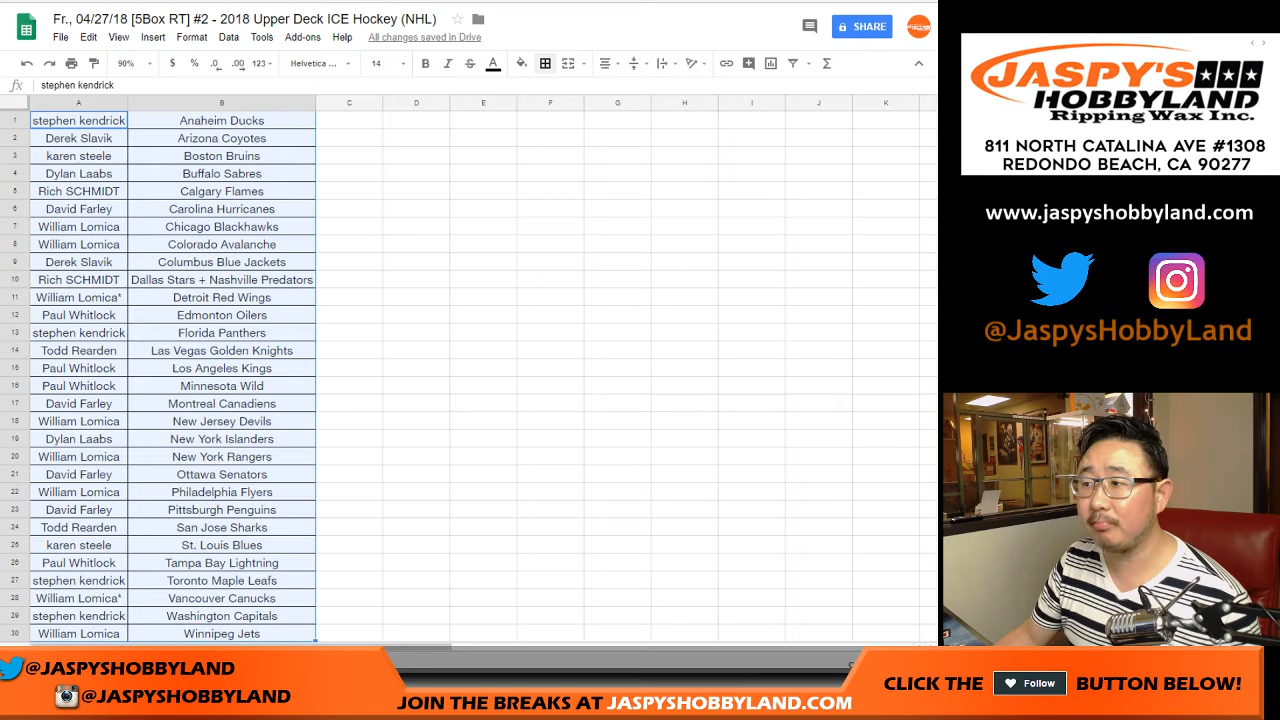 Fr., 04/27/18 [5Box RT] #2 - 2018 Upper Deck ICE Hockey (NHL)
File Edit View Insert Format Data Tools Add-ons Help All changes saved in Drive
SHARE
90% $ % .0 .00 123 Helvetica ... 14
fx stephen kendrick
A B C D E F G H I J K
1 stephen kendrick Anaheim Ducks
2 Derek Slavik Arizona Coyotes
3 karen steele Boston Bruins
4 Dylan Laabs Buffalo Sabres
5 Rich SCHMIDT Calgary Flames
6 David Farley Carolina Hurricanes
7 William Lomica Chicago Blackhawks
8 William Lomica Colorado Avalanche
9 Derek Slavik Columbus Blue Jackets
10 Rich SCHMIDT Dallas Stars + Nashville Predators
11 William Lomica* Detroit Red Wings
12 Paul Whitlock Edmonton Oilers
13 stephen kendrick Florida Panthers
14 Todd Rearden Las Vegas Golden Knights
15 Paul Whitlock Los Angeles Kings
16 Paul Whitlock Minnesota Wild
17 David Farley Montreal Canadiens
18 William Lomica New Jersey Devils
19 Dylan Laabs New York Islanders
20 William Lomica New York Rangers
21 David Farley Ottawa Senators
22 William Lomica Philadelphia Flyers
23 David Farley Pittsburgh Penguins
24 Todd Rearden San Jose Sharks
25 karen steele St. Louis Blues
26 Paul Whitlock Tampa Bay Lightning
27 stephen kendrick Toronto Maple Leafs
28 William Lomica* Vancouver Canucks
29 stephen kendrick Washington Capitals
30 William Lomica Winnipeg Jets
JASPY'S
HOBBYLAND
Ripping Wax Inc.
811 NORTH CATALINA AVE #1308
REDONDO BEACH, CA 90277
www.jaspyshobbyland.com
@JaspysHobbyLand
@JASPYSHOBBYLAND
@JASPYSHOBBYLAND
JOIN THE BREAKS AT JASPYSHOBBYLAND.COM
CLICK THE Follow BUTTON BELOW!